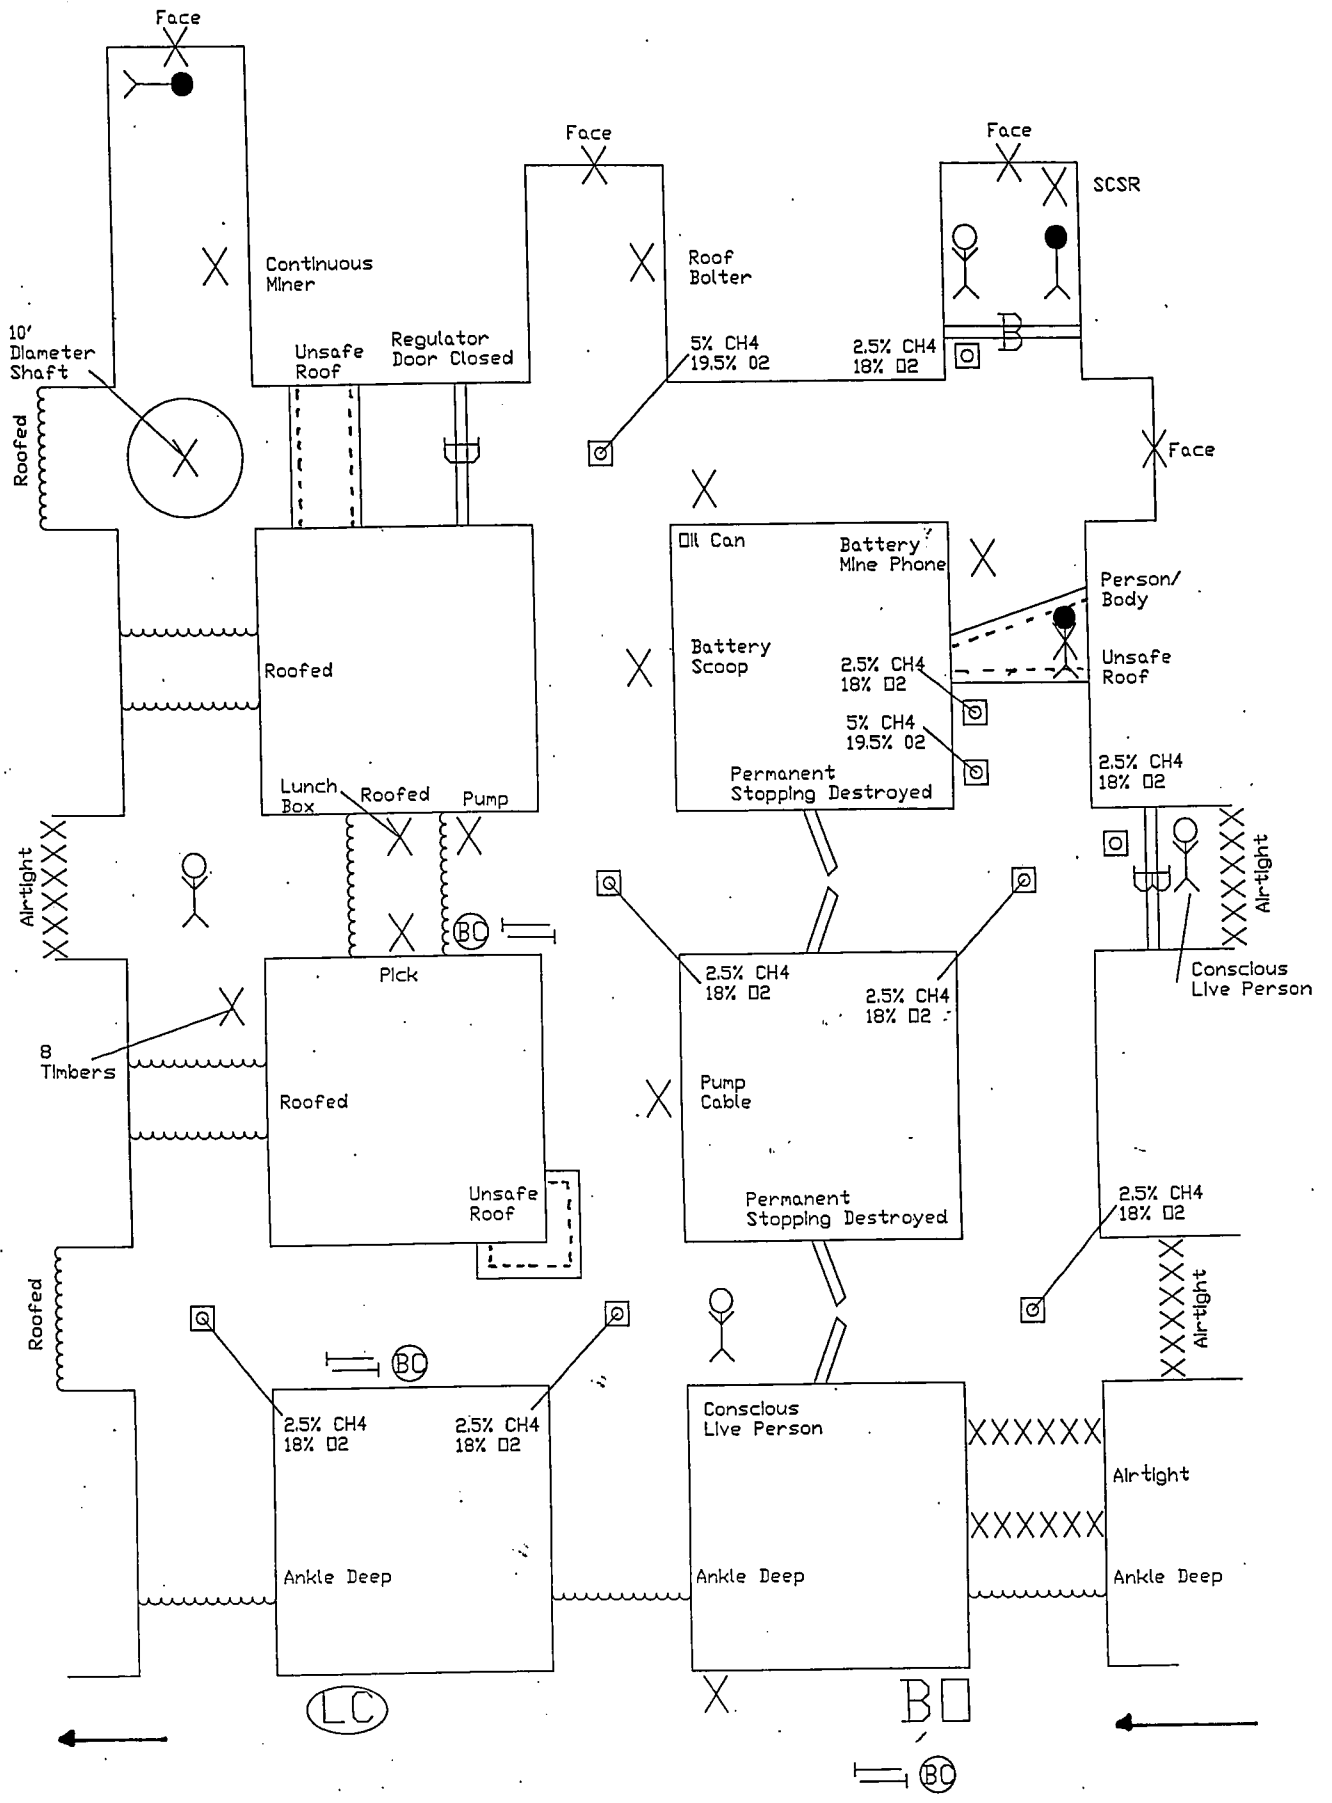 Face
Face
Face
SCSR
Continuous
Miner
Roof
Bolter
10'
Diameter
Shaft
Unsafe
Roof
Regulator
Door Closed
5% CH4
19.5% O2
2.5% CH4
18% O2
B
Roofed
Face
Oil Can
Battery
Mine Phone
Person/
Body
Roofed
Battery
Scoop
2.5% CH4
18% O2
Unsafe
Roof
5% CH4
19.5% O2
Lunch
Box
Roofed
Pump
Permanent
Stopping Destroyed
2.5% CH4
18% O2
Airtight
Airtight
BC
Pick
2.5% CH4
18% O2
2.5% CH4
18% O2
Conscious
Live Person
8
Timbers
Roofed
Pump
Cable
Unsafe
Roof
Permanent
Stopping Destroyed
2.5% CH4
18% O2
Roofed
Airtight
BC
2.5% CH4
18% O2
2.5% CH4
18% O2
Conscious
Live Person
Airtight
Ankle Deep
Ankle Deep
Ankle Deep
LC
BO
BC